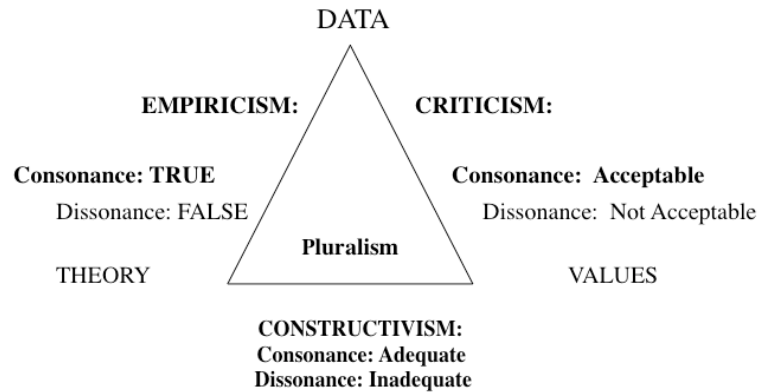 DATA
EMPIRICISM:
CRITICISM:
Consonance: TRUE
Consonance: Acceptable
Dissonance: FALSE
Dissonance: Not Acceptable
Pluralism
THEORY
VALUES
CONSTRUCTIVISM:
Consonance: Adequate
Dissonance: Inadequate